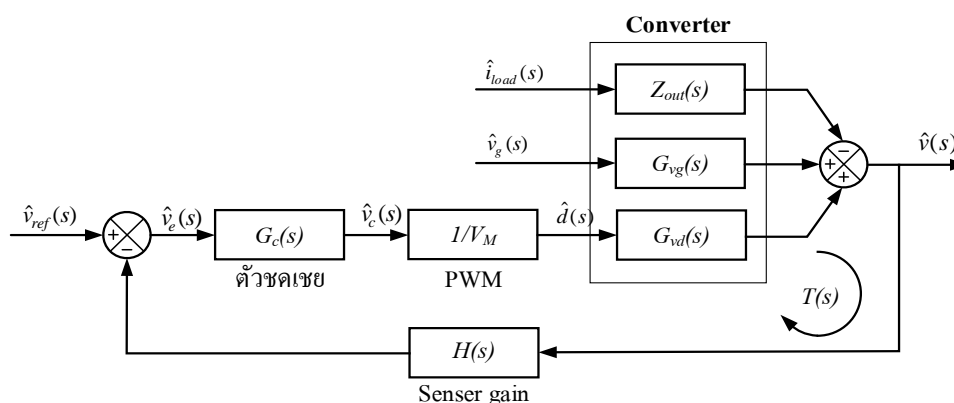 Converter
î_load(s)
Z_out(s)
−
v̂_g(s)
G_vg(s)
+
+
v̂(s)
v̂_ref(s)
+
−
v̂_e(s)
G_c(s)
v̂_c(s)
1/V_M
d̂(s)
G_vd(s)
ตัวชดเชย
PWM
T(s)
H(s)
Senser gain